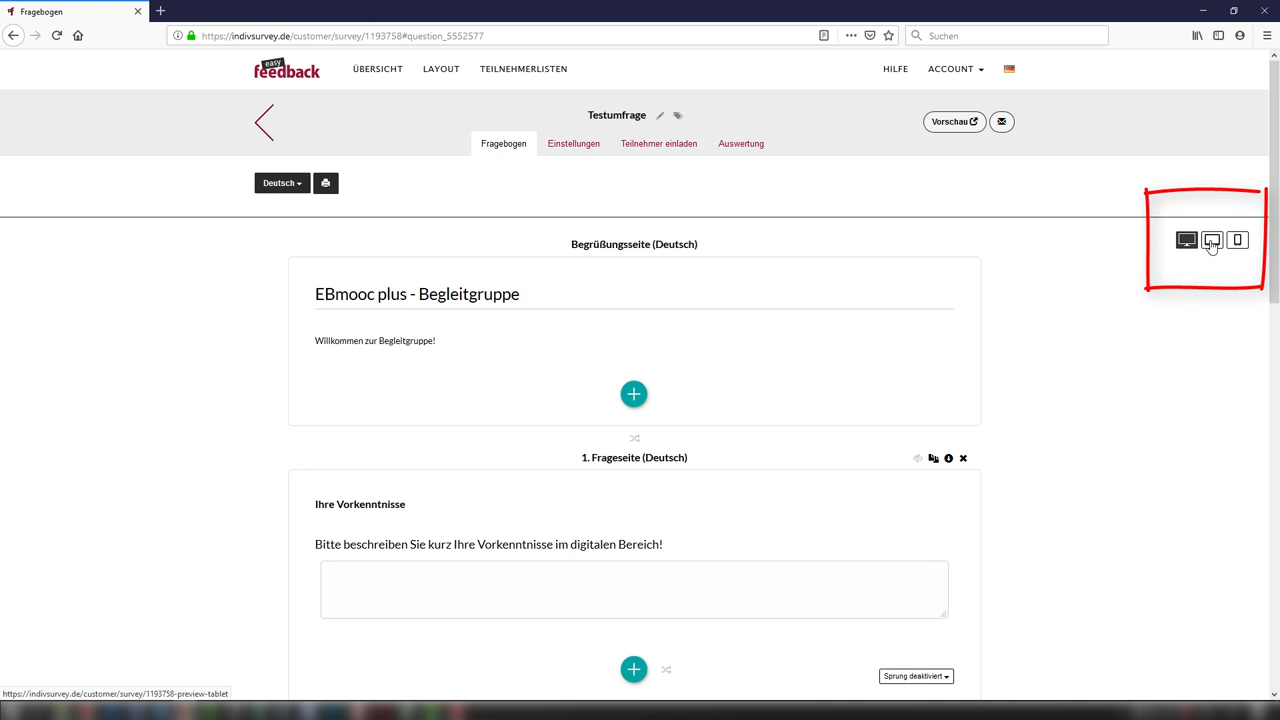 Fragebogen
https://indivsurvey.de/customer/survey/1193758#question_5552577
Suchen
easy feedback
ÜBERSICHT
LAYOUT
TEILNEHMERLISTEN
HILFE
ACCOUNT
Testumfrage
Vorschau
Fragebogen
Einstellungen
Teilnehmer einladen
Auswertung
Deutsch
Begrüßungsseite (Deutsch)
EBmooc plus - Begleitgruppe
Willkommen zur Begleitgruppe!
1. Frageseite (Deutsch)
Ihre Vorkenntnisse
Bitte beschreiben Sie kurz Ihre Vorkenntnisse im digitalen Bereich!
Sprung deaktiviert
https://indivsurvey.de/customer/survey/1193758-preview-tablet